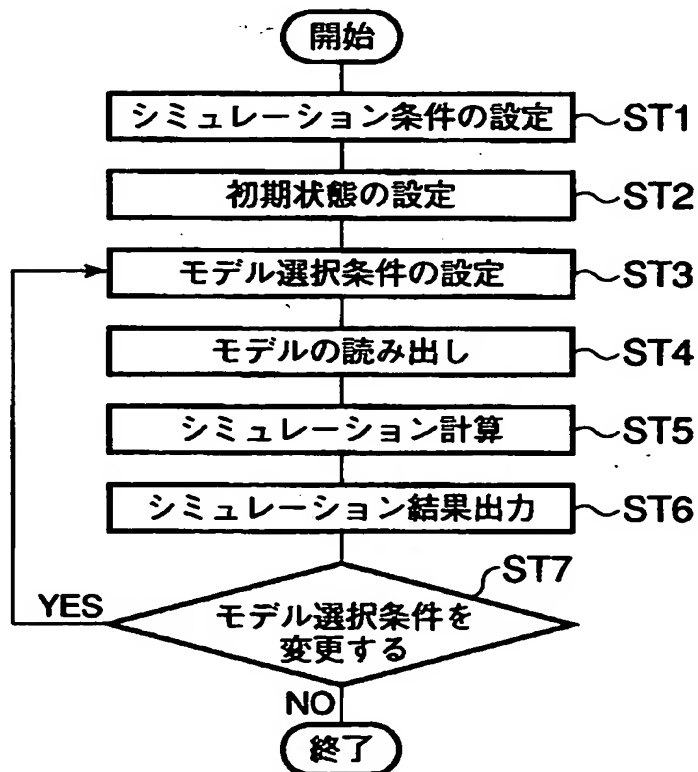 開始
シミュレーション条件の設定 ST1
初期状態の設定 ST2
モデル選択条件の設定 ST3
モデルの読み出し ST4
シミュレーション計算 ST5
シミュレーション結果出力 ST6
ST7
YES
モデル選択条件を
変更する
NO
終了